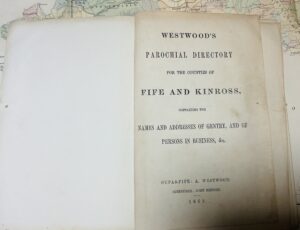 WESTWOOD'S
PAROCHIAL DIRECTORY
FOR THE COUNTIES OF
FIFE AND KINROSS,
CONTAINING THE
NAMES AND ADDRESSES OF GENTRY, AND OF
PERSONS IN BUSINESS, &c.
CUPAR-FIFE: A. WESTWOOD.